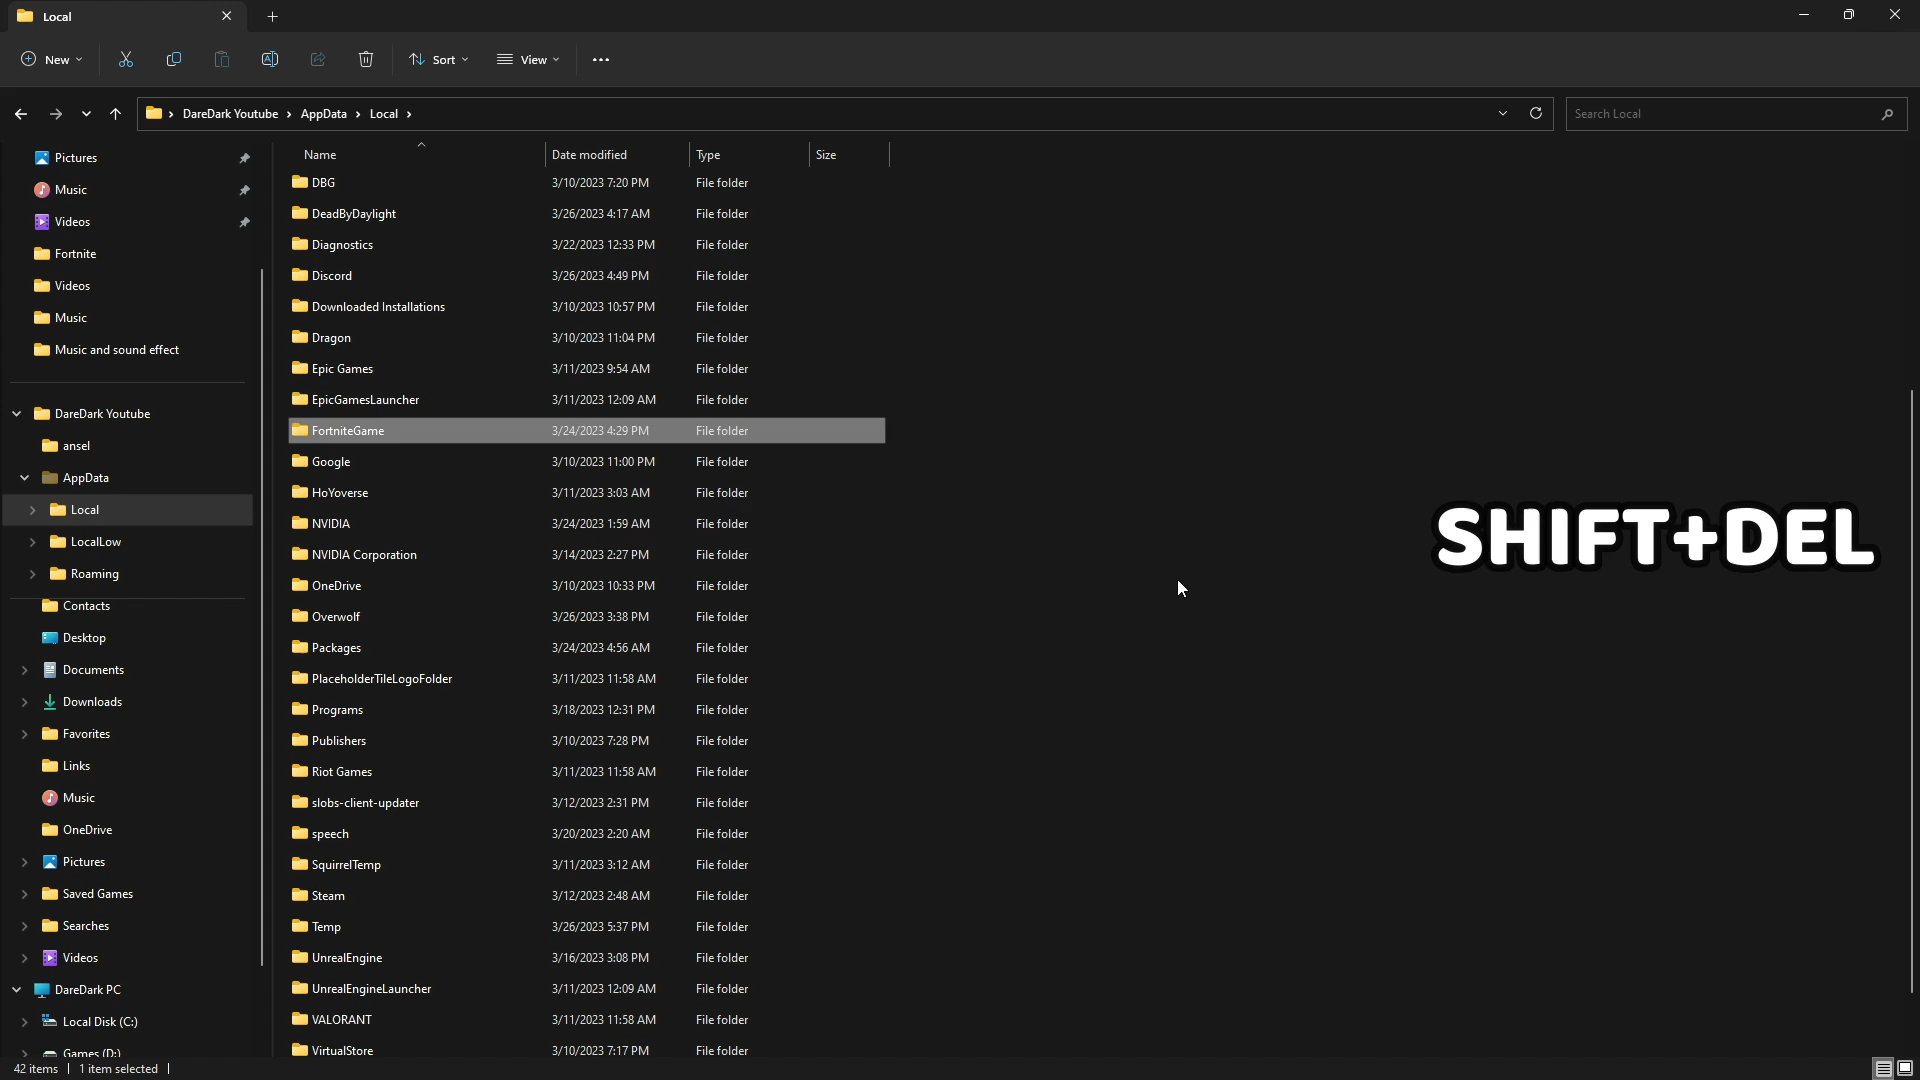 Local
New
Sort
View
DareDark Youtube
AppData
Local
Search Local
Pictures
Music
Videos
Fortnite
Videos
Music
Music and sound effect
DareDark Youtube
ansel
AppData
Local
LocalLow
Roaming
Contacts
Desktop
Documents
Downloads
Favorites
Links
Music
OneDrive
Pictures
Saved Games
Searches
Videos
DareDark PC
Local Disk (C:)
Games (D:)
Name Date modified Type Size
DBG 3/10/2023 7:20 PM File folder
DeadByDaylight 3/26/2023 4:17 AM File folder
Diagnostics 3/22/2023 12:33 PM File folder
Discord 3/26/2023 4:49 PM File folder
Downloaded Installations 3/10/2023 10:57 PM File folder
Dragon 3/10/2023 11:04 PM File folder
Epic Games 3/11/2023 9:54 AM File folder
EpicGamesLauncher 3/11/2023 12:09 AM File folder
FortniteGame 3/24/2023 4:29 PM File folder
Google 3/10/2023 11:00 PM File folder
HoYoverse 3/11/2023 3:03 AM File folder
NVIDIA 3/24/2023 1:59 AM File folder
NVIDIA Corporation 3/14/2023 2:27 PM File folder
OneDrive 3/10/2023 10:33 PM File folder
Overwolf 3/26/2023 3:38 PM File folder
Packages 3/24/2023 4:56 AM File folder
PlaceholderTileLogoFolder 3/11/2023 11:58 AM File folder
Programs 3/18/2023 12:31 PM File folder
Publishers 3/10/2023 7:28 PM File folder
Riot Games 3/11/2023 11:58 AM File folder
slobs-client-updater 3/12/2023 2:31 PM File folder
speech 3/20/2023 2:20 AM File folder
SquirrelTemp 3/11/2023 3:12 AM File folder
Steam 3/12/2023 2:48 AM File folder
Temp 3/26/2023 5:37 PM File folder
UnrealEngine 3/16/2023 3:08 PM File folder
UnrealEngineLauncher 3/11/2023 12:09 AM File folder
VALORANT 3/11/2023 11:58 AM File folder
VirtualStore 3/10/2023 7:17 PM File folder
SHIFT+DEL
42 items
1 item selected